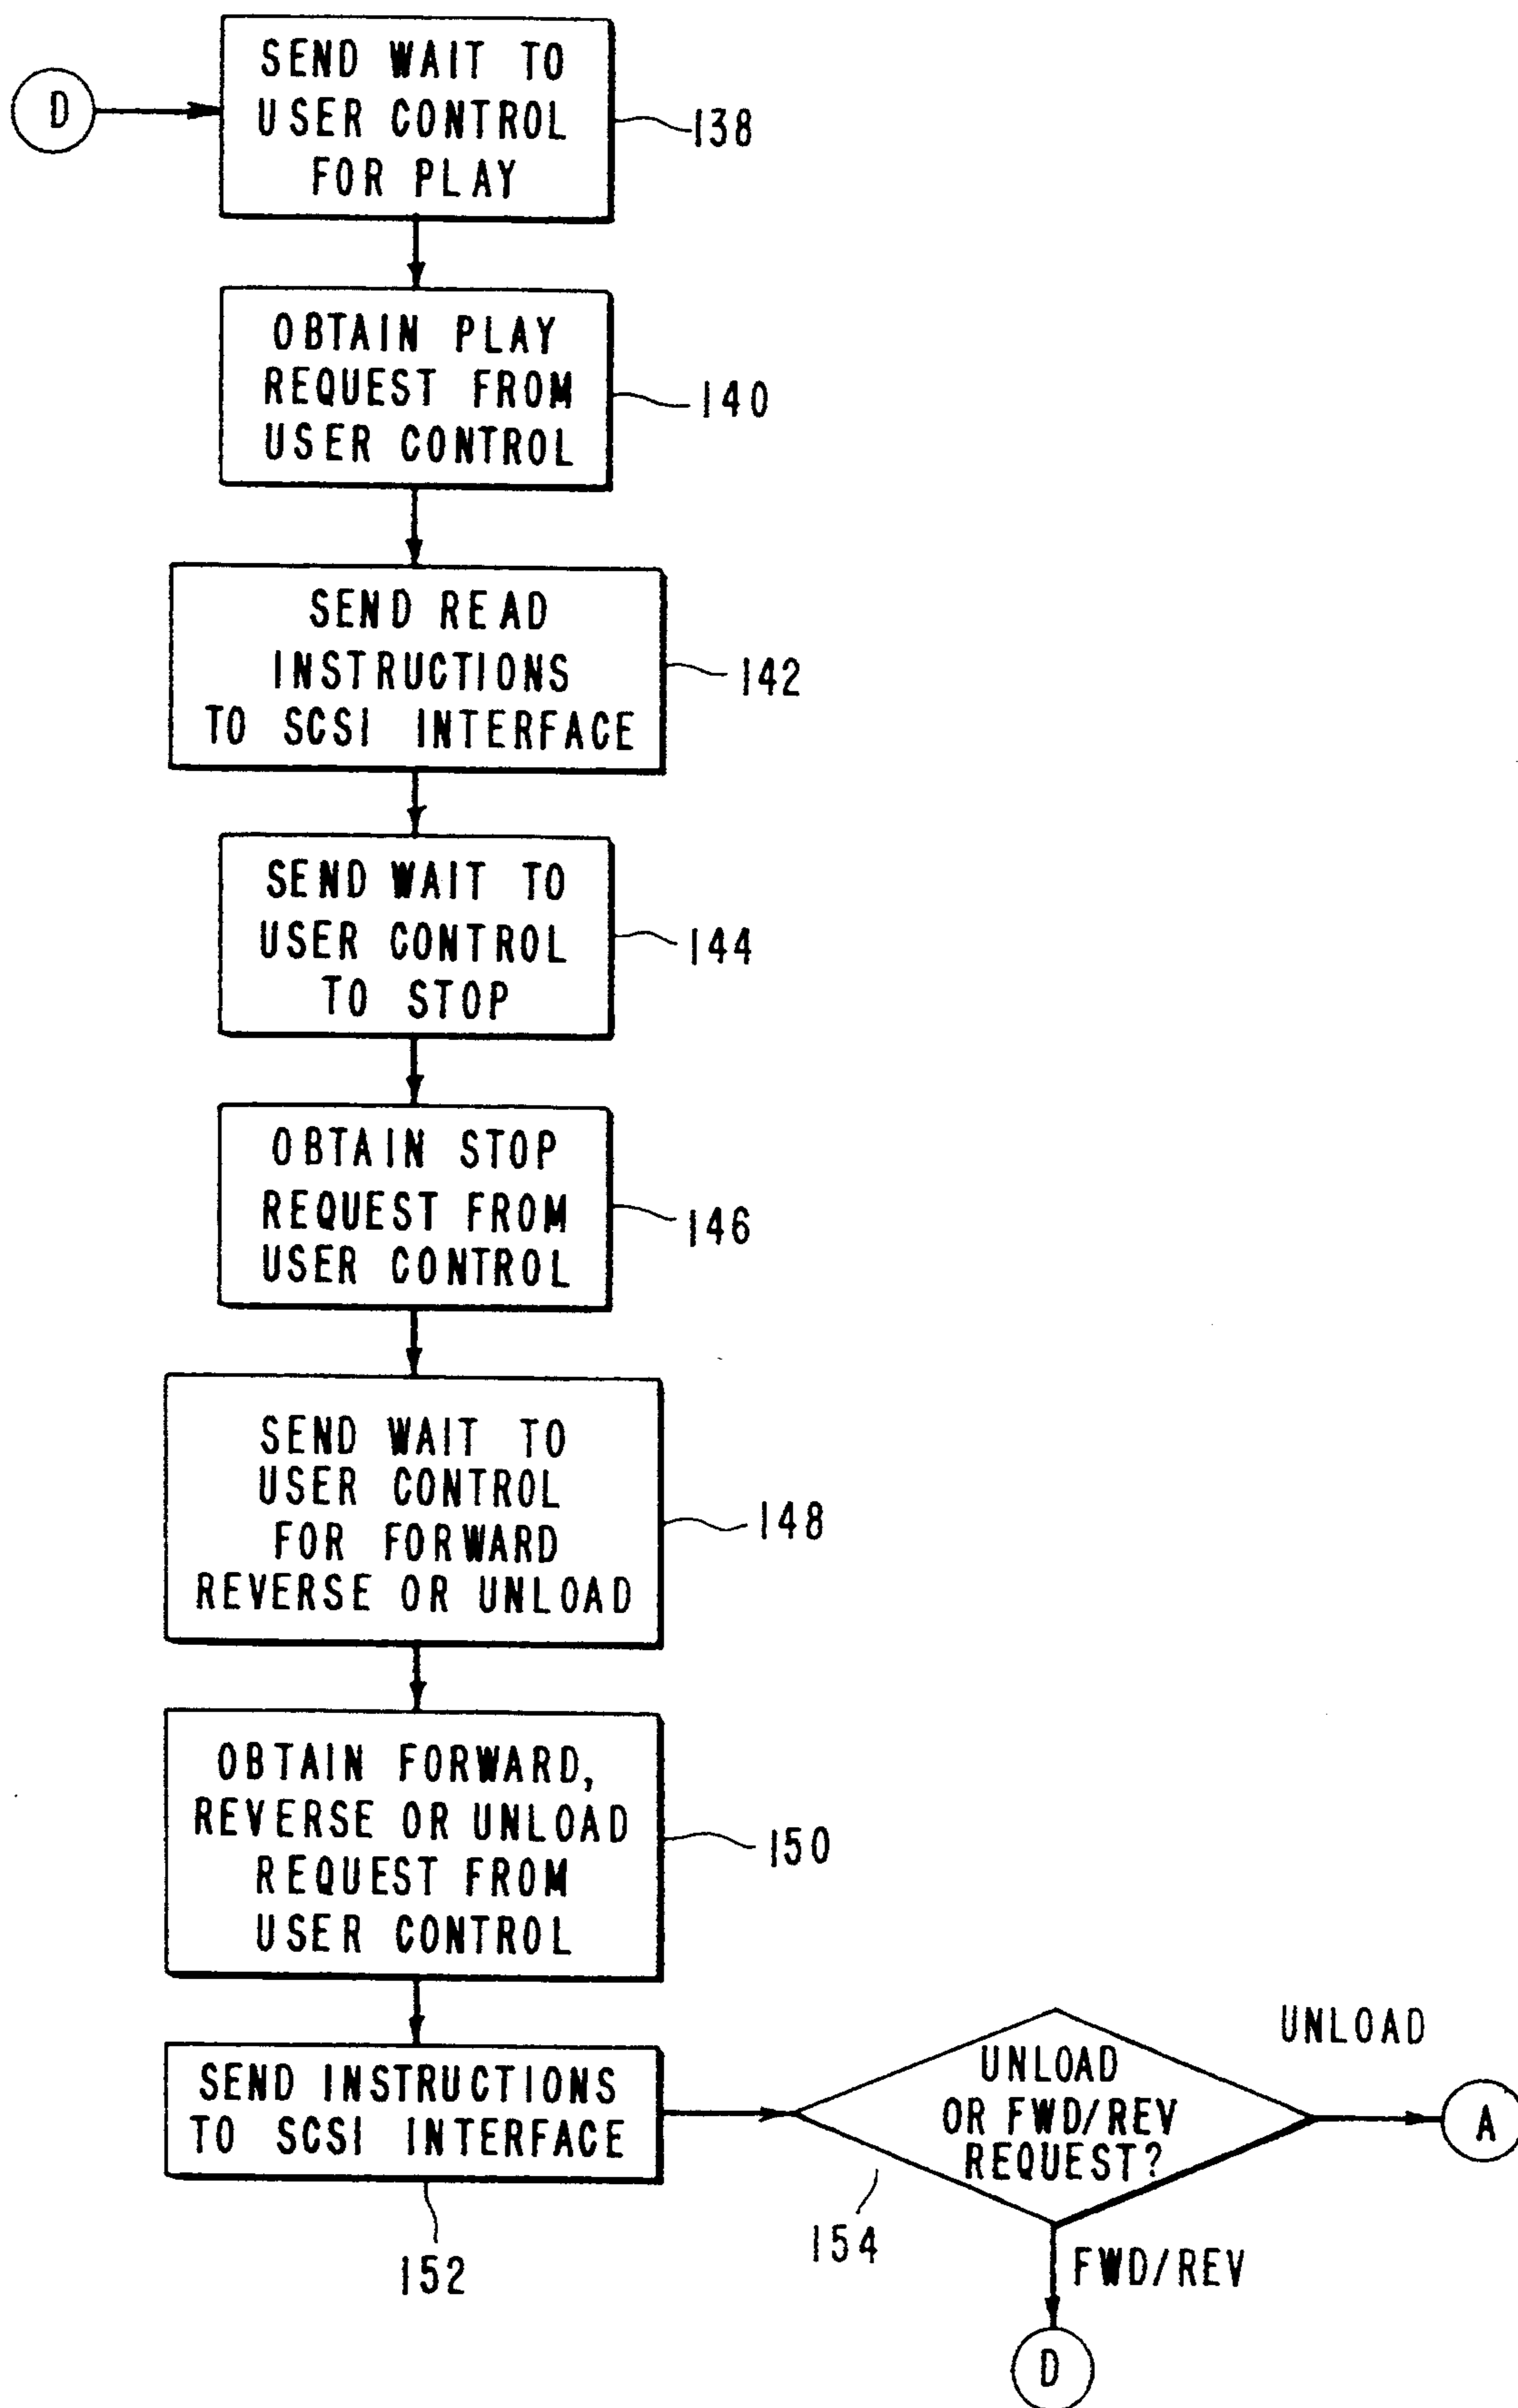 D
SEND WAIT TO
USER CONTROL
FOR PLAY
138
OBTAIN PLAY
REQUEST FROM
USER CONTROL
140
SEND READ
INSTRUCTIONS
TO SCSI INTERFACE
142
SEND WAIT TO
USER CONTROL
TO STOP
144
OBTAIN STOP
REQUEST FROM
USER CONTROL
146
SEND WAIT TO
USER CONTROL
FOR FORWARD
REVERSE OR UNLOAD
148
OBTAIN FORWARD,
REVERSE OR UNLOAD
REQUEST FROM
USER CONTROL
150
SEND INSTRUCTIONS
TO SCSI INTERFACE
152
UNLOAD
OR FWD/REV
REQUEST?
154
UNLOAD
A
FWD/REV
D